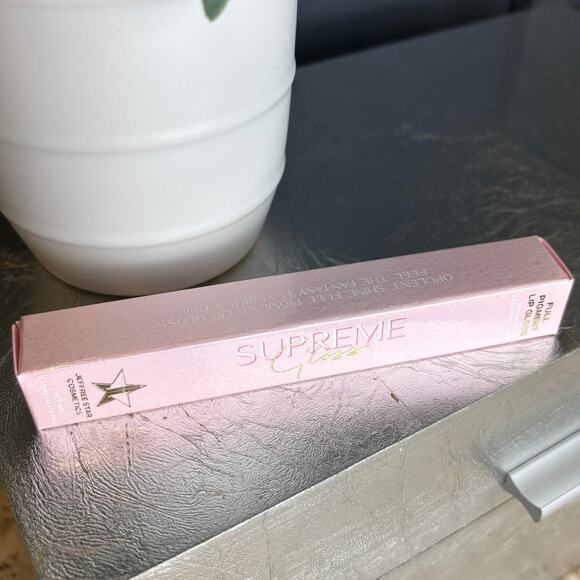 OPULENT SHINE. FULL PIGMENT LIP GLOSS
FEEL THE FANTASY.
SUPREME
Gloss
JEFFREE STAR
COSMETICS
FULL
PIGMENT
LIP GLOSS